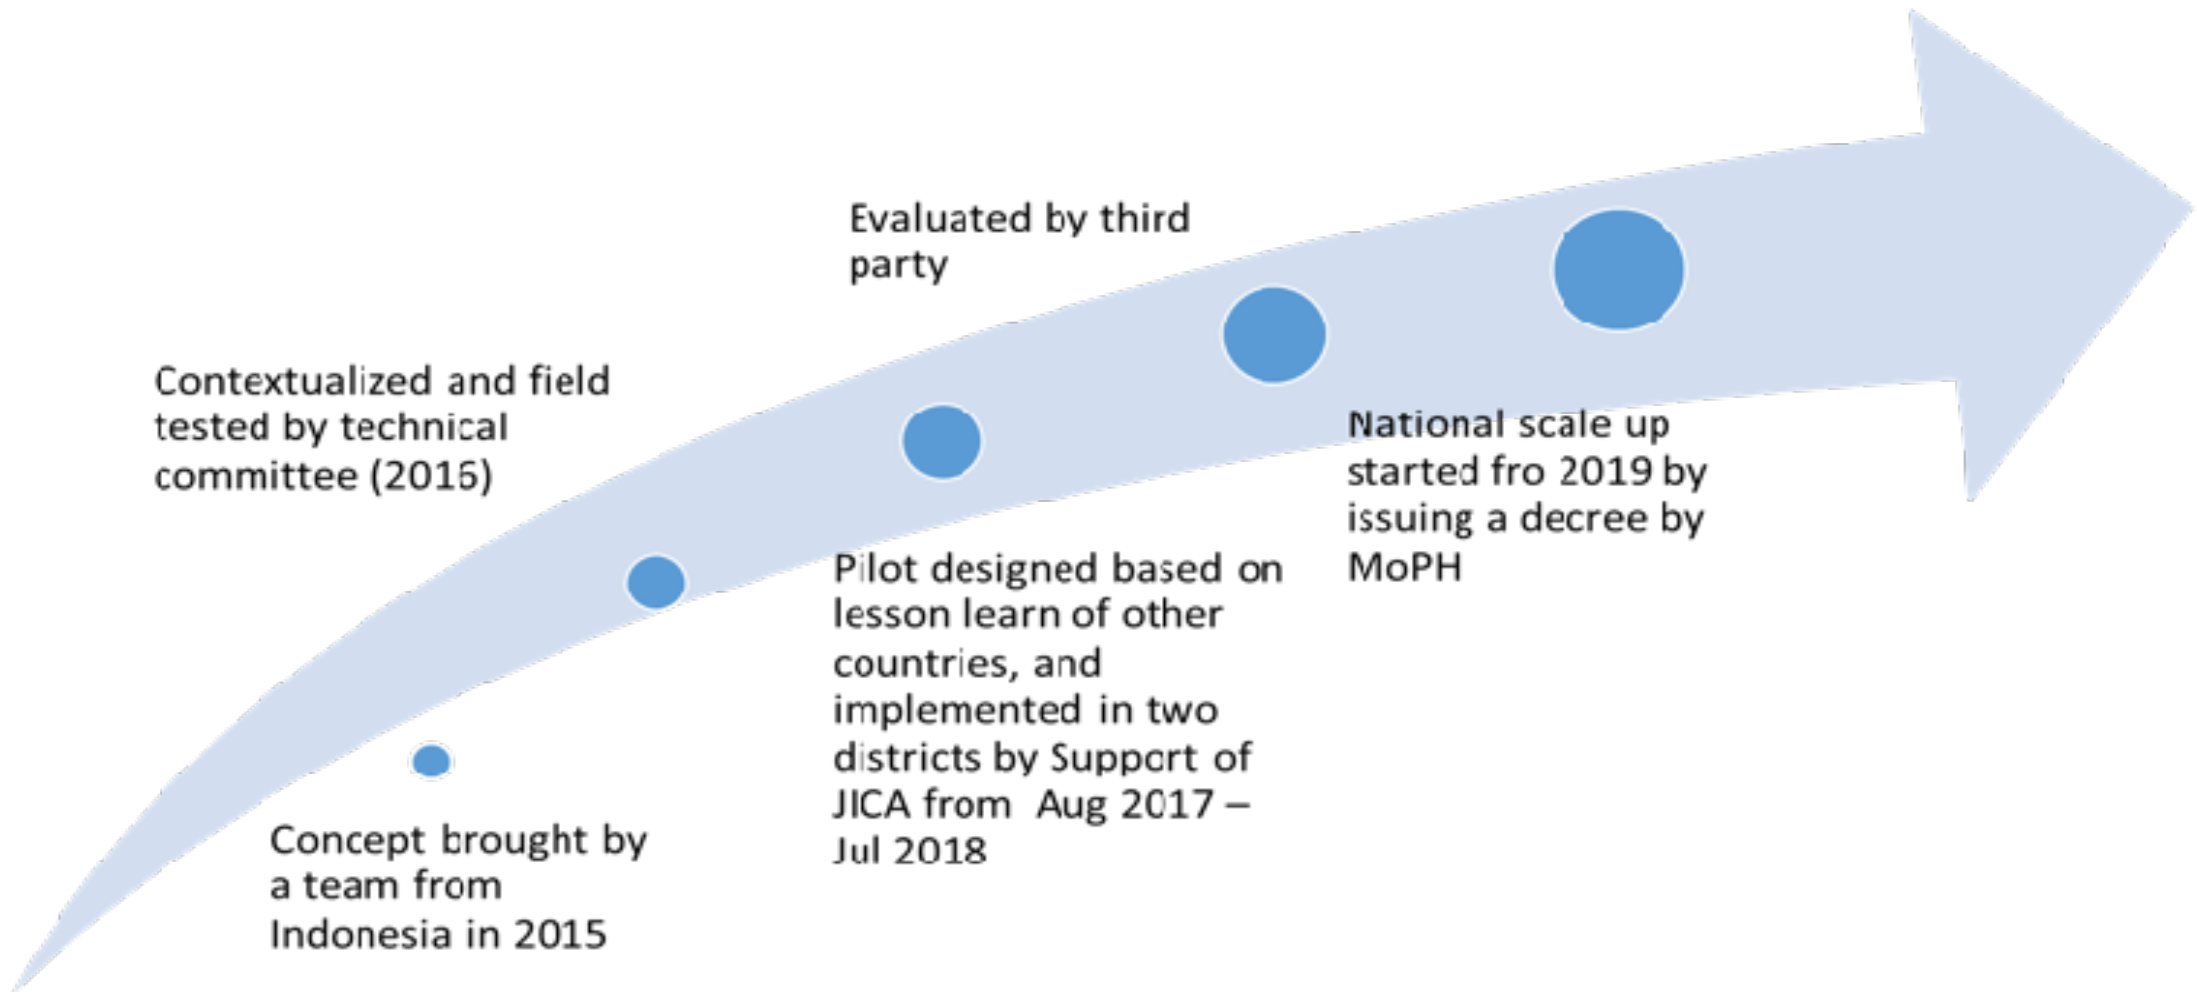 Evaluated by third
party
Contextualized and field
tested by technical
committee (2016)
National scale up
started fro 2019 by
issuing a decree by
MoPH
Pilot designed based on
lesson learn of other
countries, and
implemented in two
districts by Support of
JICA from Aug 2017 –
Jul 2018
Concept brought by
a team from
Indonesia in 2015